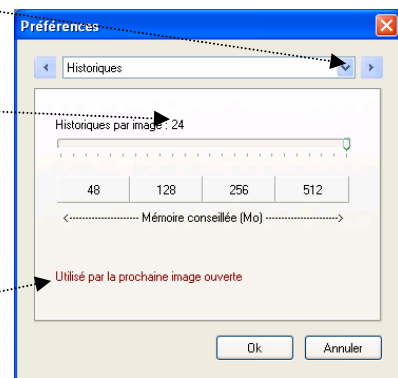 Préférences
Historiques
Historiques par image : 24
48 128 256 512
<----------------- Mémoire conseillée (Mo) ----------------->
Utilisé par la prochaine image ouverte
Ok Annuler